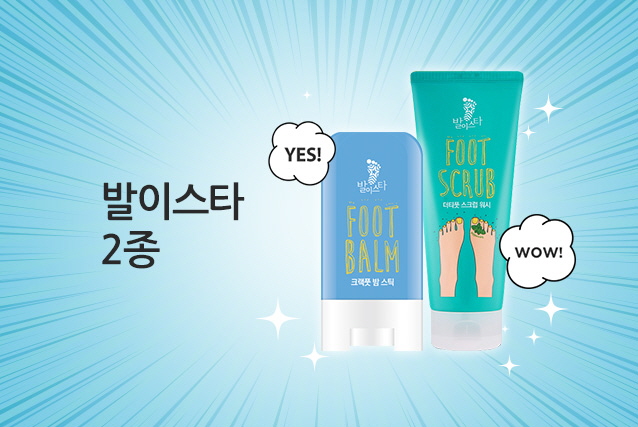 발이스타
2종
YES!
발이스타
FOOT
BALM
크랙풋 밤 스틱
발이스타
FOOT
SCRUB
더티풋 스크럽 워시
WOW!